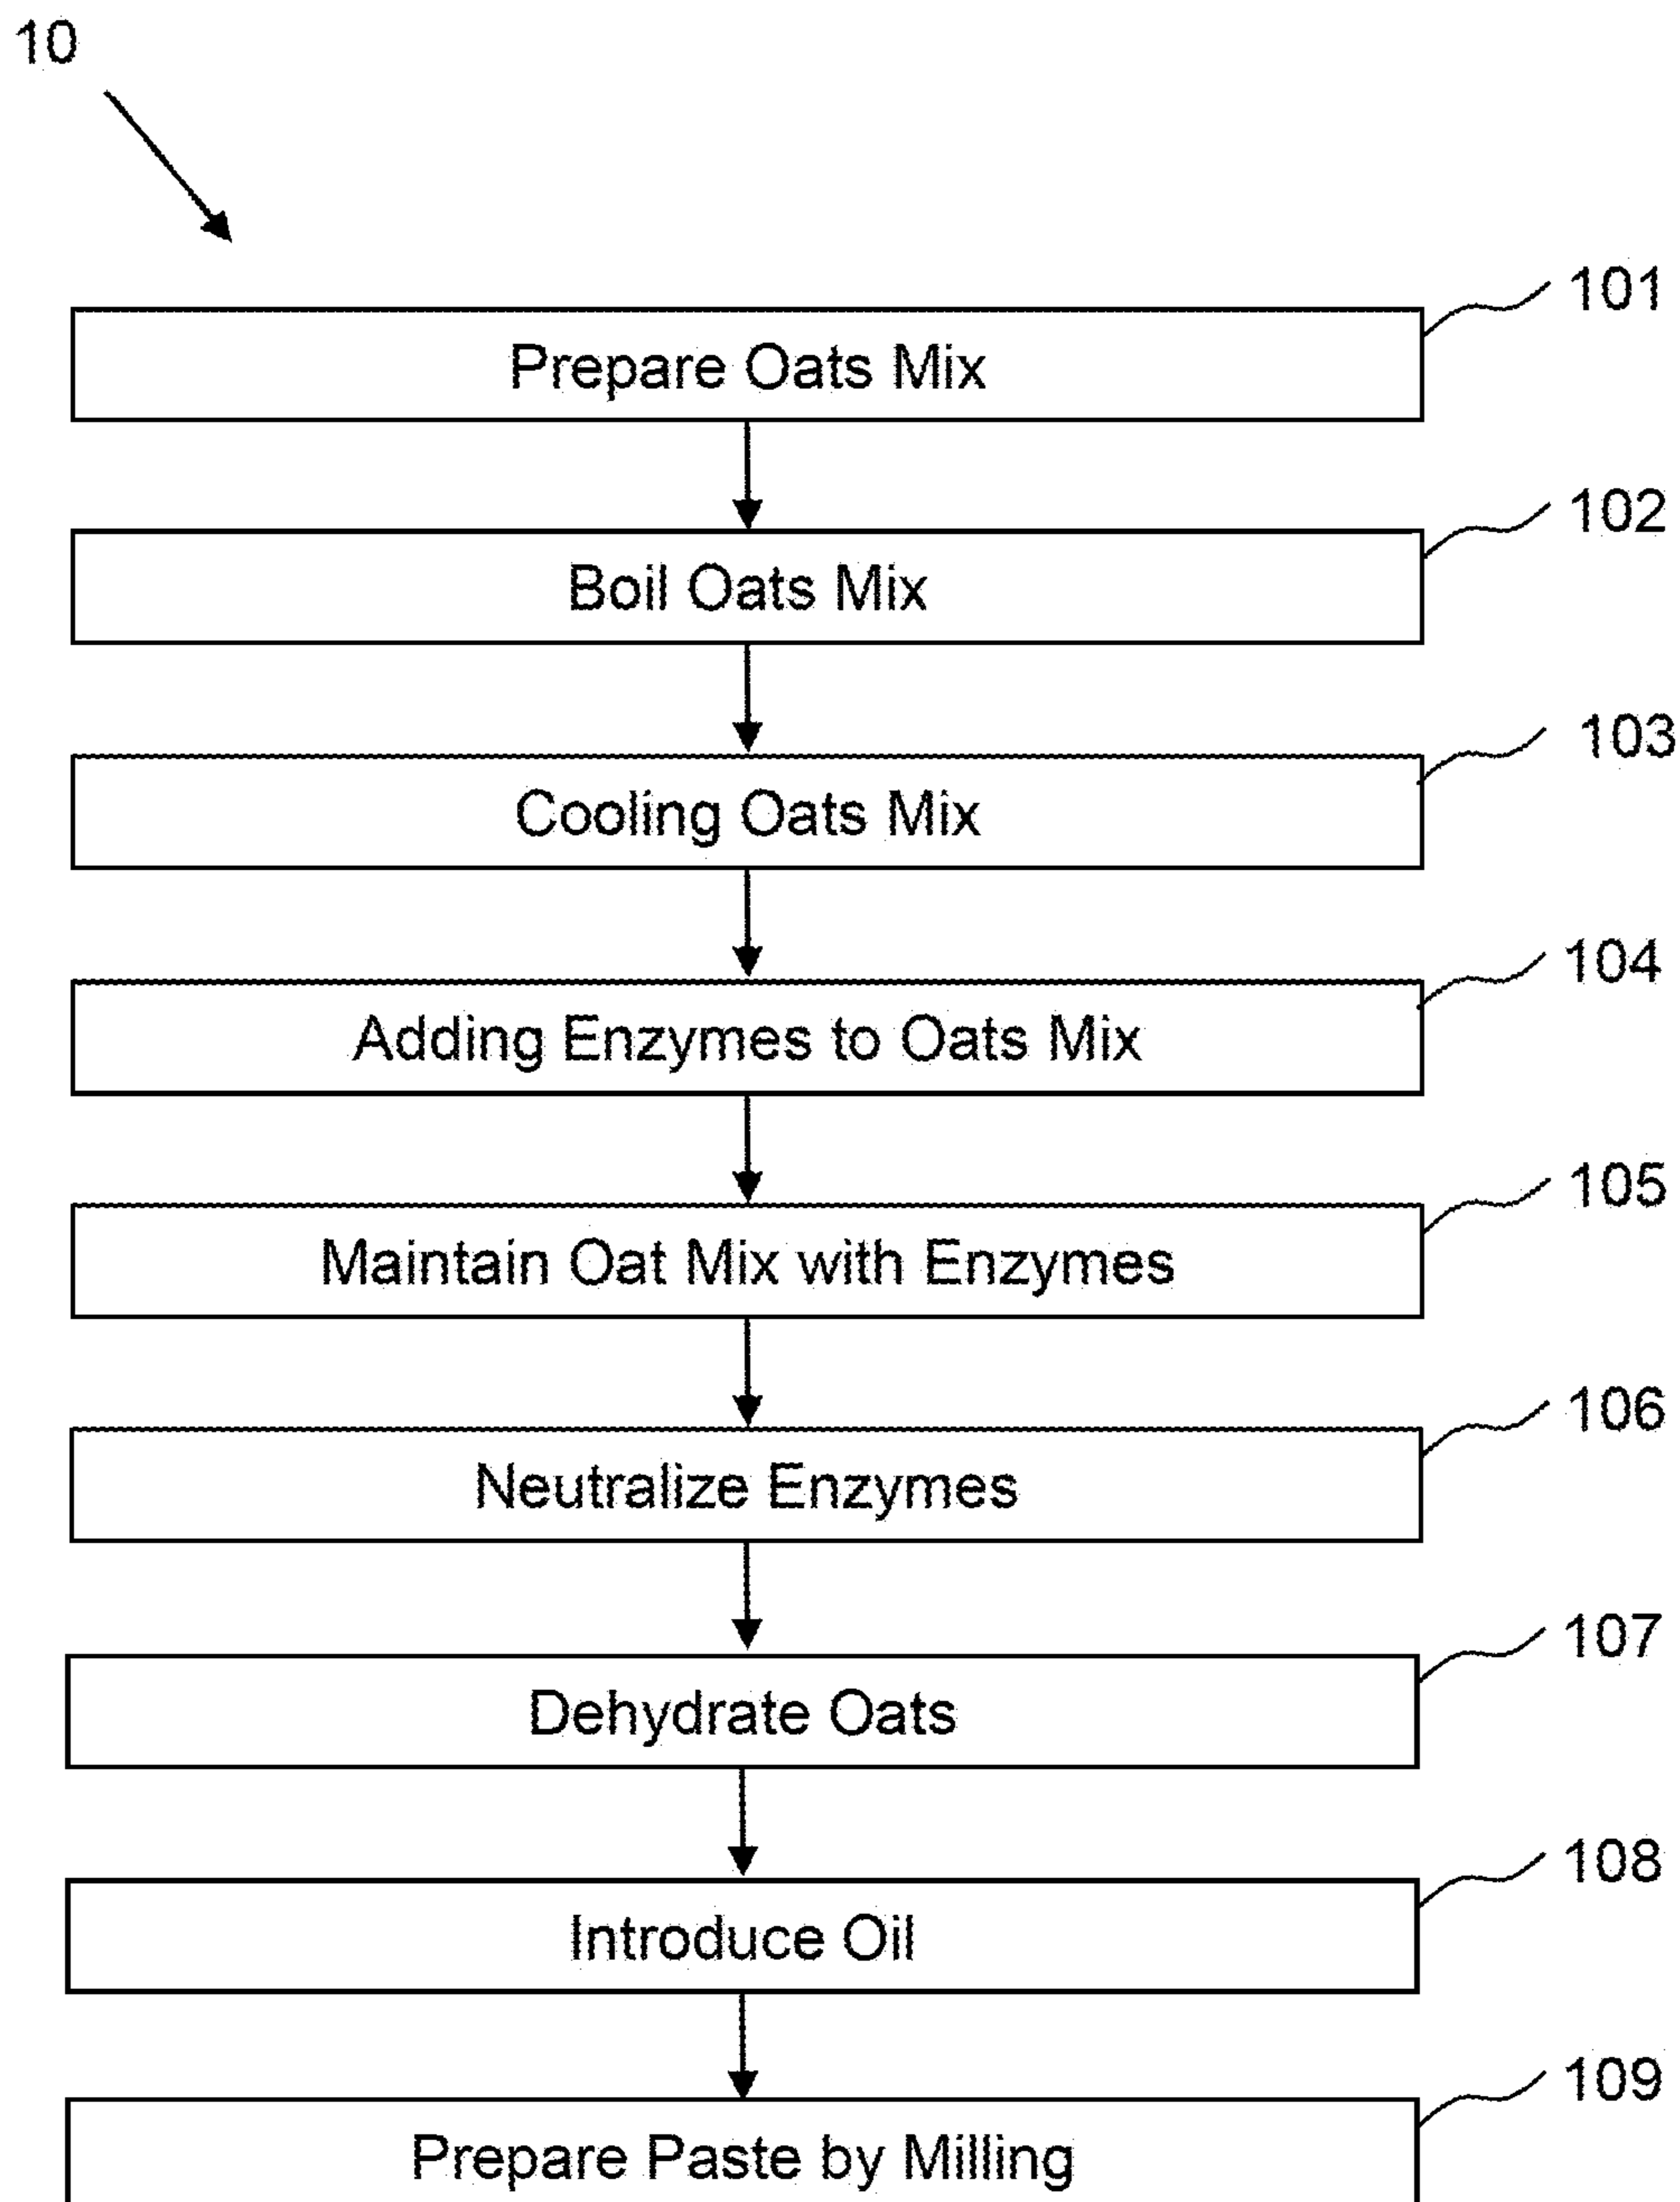 10
101
Prepare Oats Mix
102
Boil Oats Mix
103
Cooling Oats Mix
104
Adding Enzymes to Oats Mix
105
Maintain Oat Mix with Enzymes
106
Neutralize Enzymes
107
Dehydrate Oats
108
Introduce Oil
109
Prepare Paste by Milling